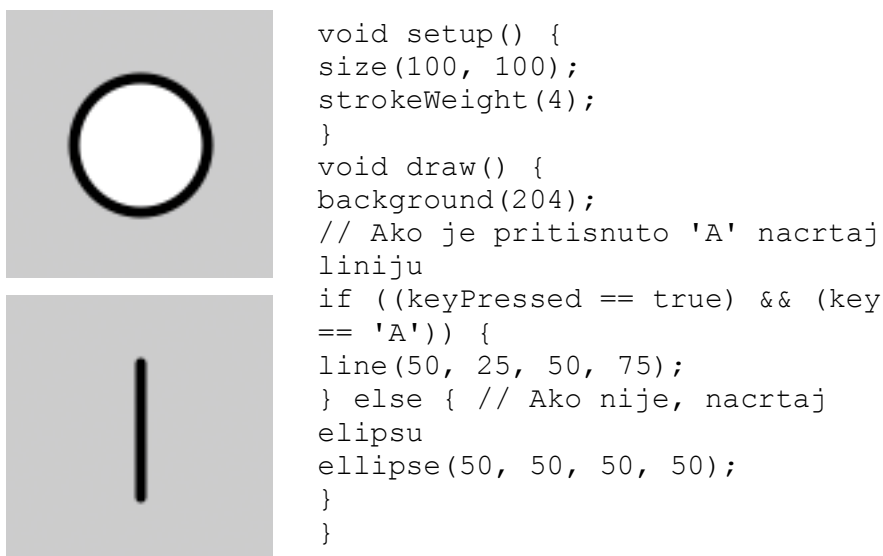 void setup() {
size(100, 100);
strokeWeight(4);
}
void draw() {
background(204);
// Ako je pritisnuto 'A' nacrtaj
liniju
if ((keyPressed == true) && (key
== 'A')) {
line(50, 25, 50, 75);
} else { // Ako nije, nacrtaj
elipsu
ellipse(50, 50, 50, 50);
}
}